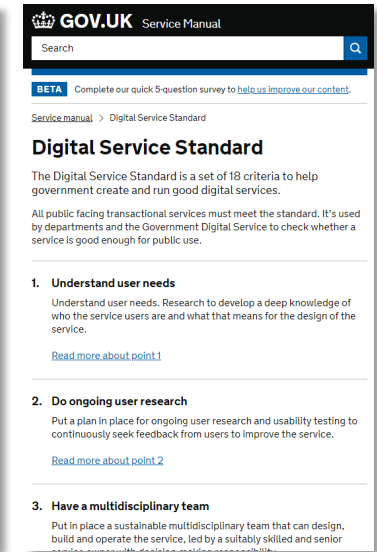 GOV.UK Service Manual
Search
BETA Complete our quick 5-question survey to help us improve our content.
Service manual > Digital Service Standard
Digital Service Standard
The Digital Service Standard is a set of 18 criteria to help
government create and run good digital services.
All public facing transactional services must meet the standard. It's used
by departments and the Government Digital Service to check whether a
service is good enough for public use.
1. Understand user needs
Understand user needs. Research to develop a deep knowledge of
who the service users are and what that means for the design of the
service.
Read more about point 1
2. Do ongoing user research
Put a plan in place for ongoing user research and usability testing to
continuously seek feedback from users to improve the service.
Read more about point 2
3. Have a multidisciplinary team
Put in place a sustainable multidisciplinary team that can design,
build and operate the service, led by a suitably skilled and senior
service owner with decision making responsibility.